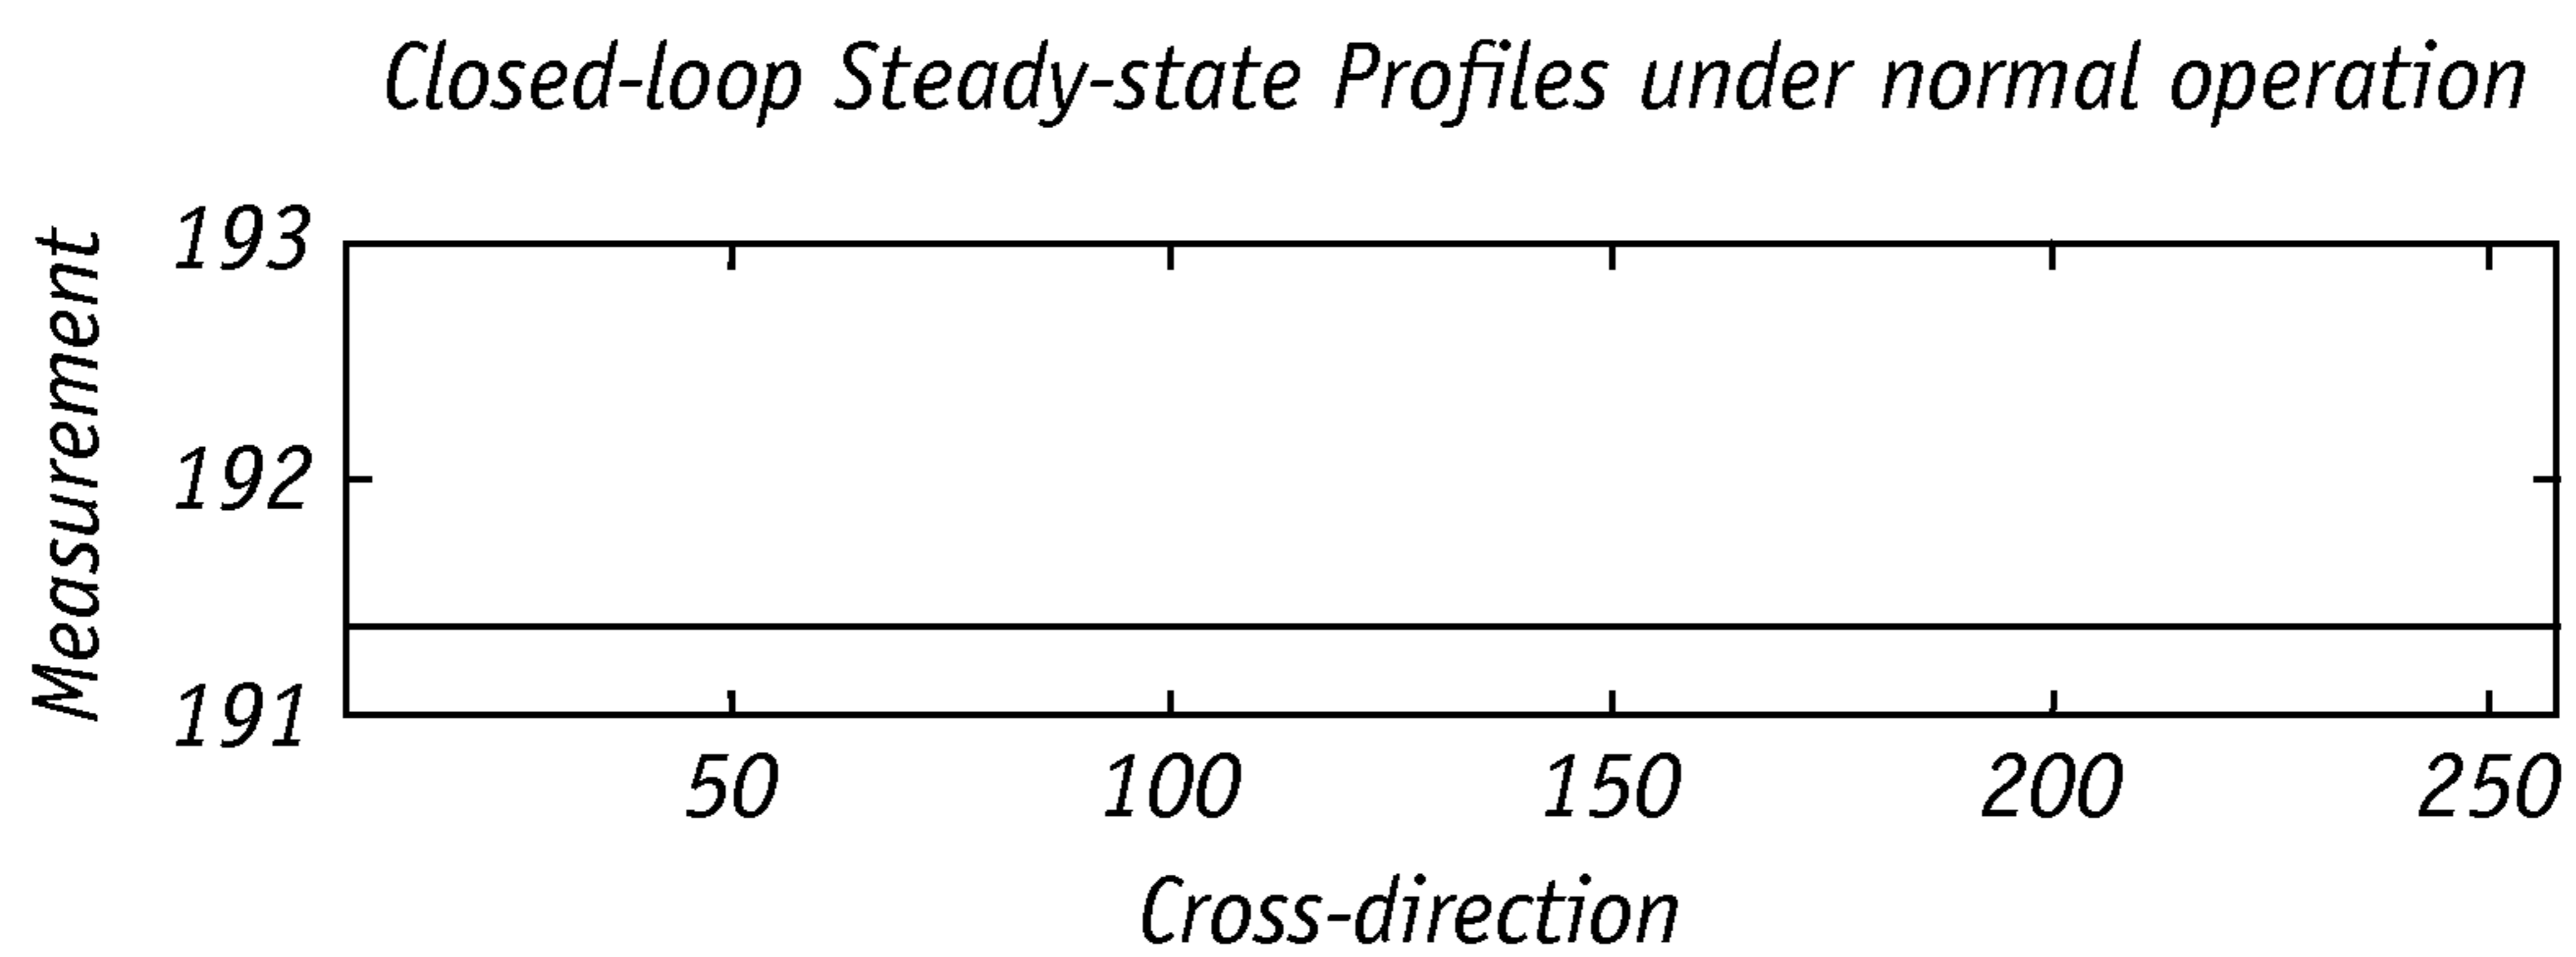 Closed-loop Steady-state Profiles under normal operation
Measurement
193
192
191
50 100 150 200 250
Cross-direction